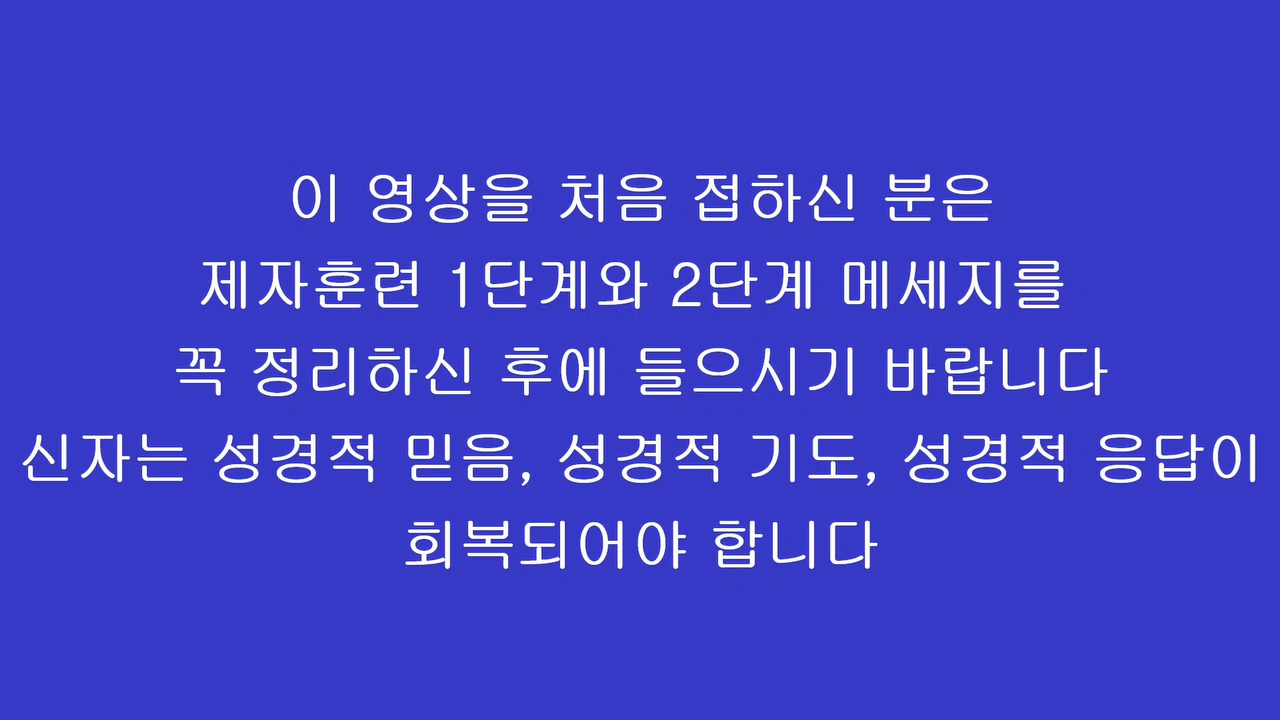 이 영상을 처음 접하신 분은
제자훈련 1단계와 2단계 메세지를
꼭 정리하신 후에 들으시기 바랍니다
신자는 성경적 믿음, 성경적 기도, 성경적 응답이
회복되어야 합니다